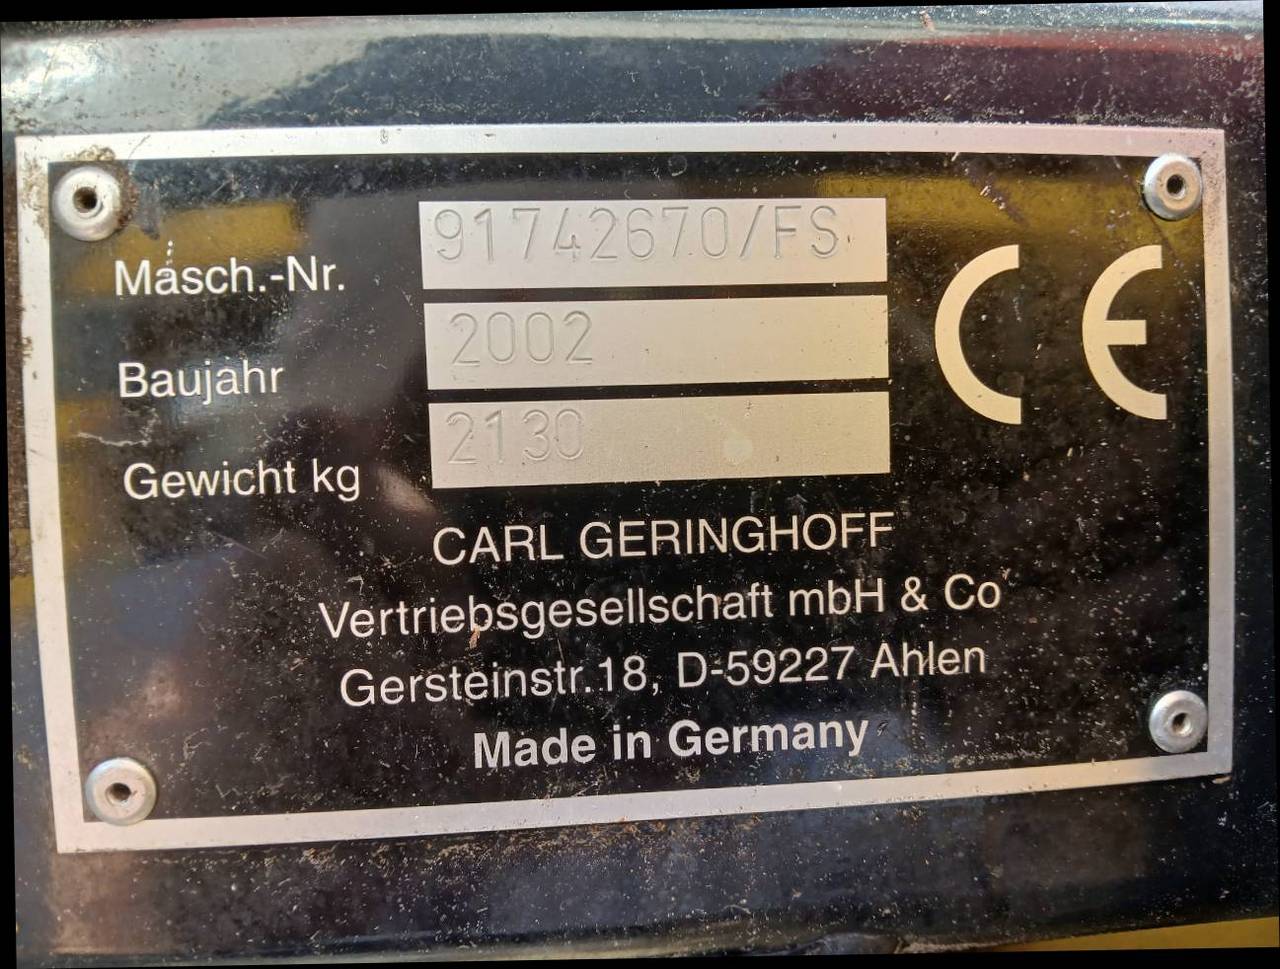 Masch.-Nr. 91742670/FS
Baujahr 2002
Gewicht kg 2130
CE
CARL GERINGHOFF
Vertriebsgesellschaft mbH & Co
Gersteinstr.18, D-59227 Ahlen
Made in Germany